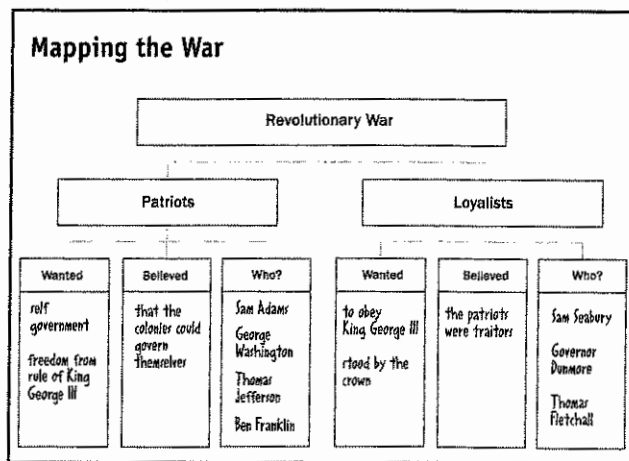 Mapping the War
Revolutionary War
Patriots
Loyalists
Wanted
self
government
freedom from
rule of King
George III
Believed
that the
colonies could
govern
themselves
Who?
Sam Adams
George
Washington
Thomas
Jefferson
Ben Franklin
Wanted
to obey
King George III
stood by the
crown
Believed
the patriots
were traitors
Who?
Sam Seabury
Governor
Dunmore
Thomas
Fletchall